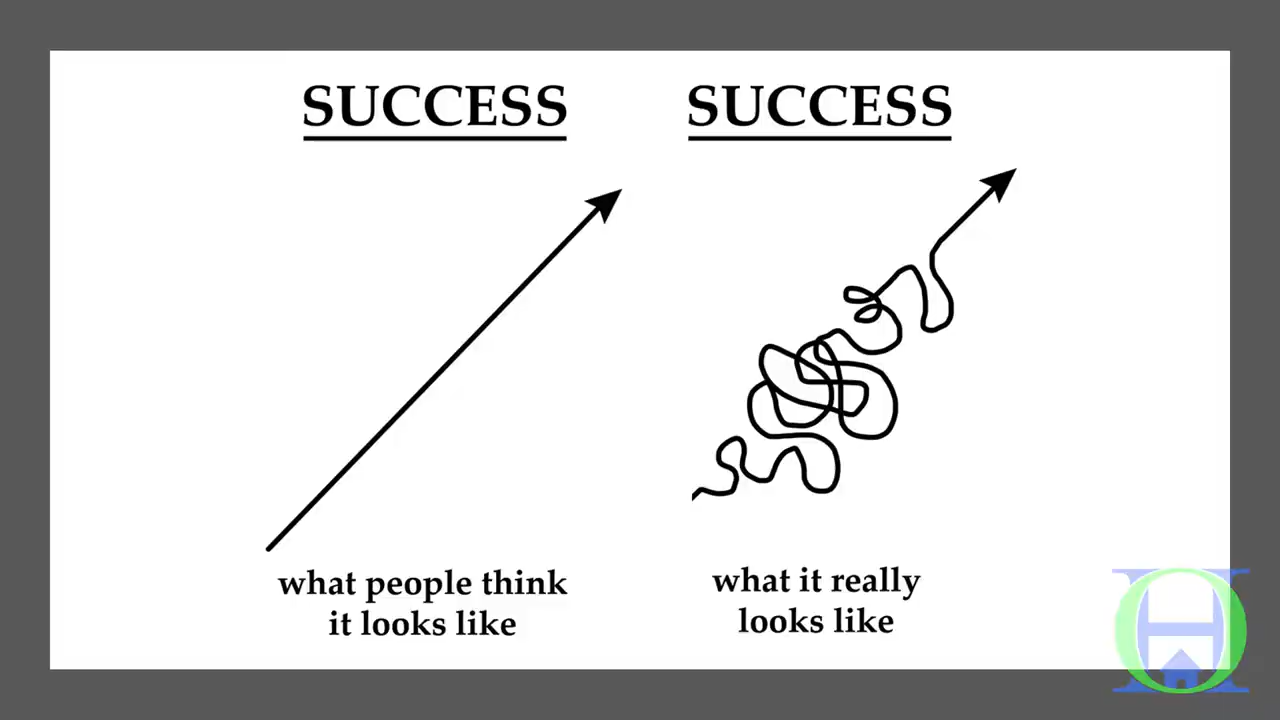 SUCCESS
what people think
it looks like
SUCCESS
what it really
looks like